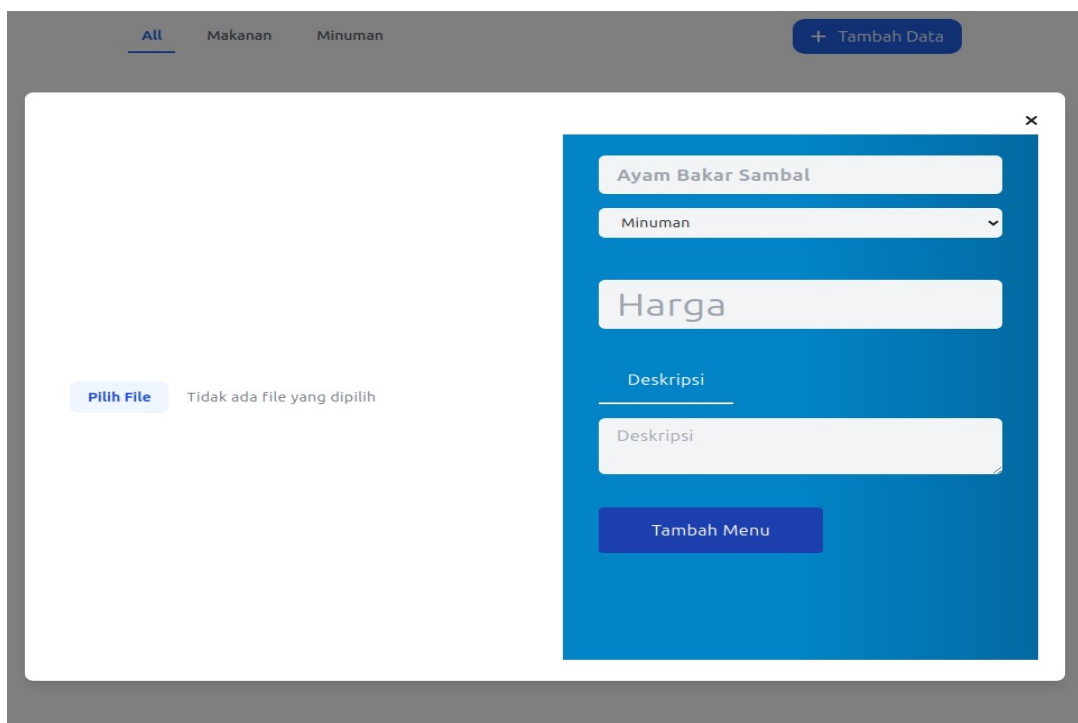 All Makanan Minuman + Tambah Data
×
Ayam Bakar Sambal
Minuman
Harga
Pilih File Tidak ada file yang dipilih
Deskripsi
Deskripsi
Tambah Menu